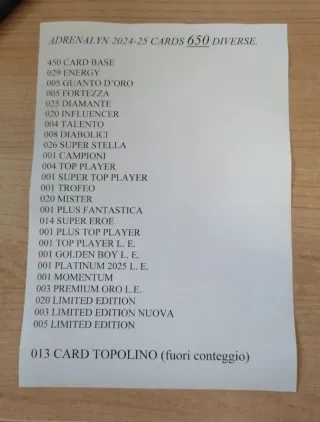 ADRENALYN 2024-25 CARDS 650 DIVERSE.
450 CARD BASE
029 ENERGY
005 GUANTO D'ORO
005 FORTEZZA
025 DIAMANTE
020 INFLUENCER
004 TALENTO
008 DIABOLICI
026 SUPER STELLA
001 CAMPIONI
004 TOP PLAYER
001 SUPER TOP PLAYER
001 TROFEO
020 MISTER
001 PLUS FANTASTICA
014 SUPER EROE
001 PLUS TOP PLAYER
001 TOP PLAYER L. E.
001 GOLDEN BOY L. E.
001 PLATINUM 2025 L. E.
001 MOMENTUM
003 PREMIUM ORO L.E.
020 LIMITED EDITION
003 LIMITED EDITION NUOVA
005 LIMITED EDITION
013 CARD TOPOLINO (fuori conteggio)